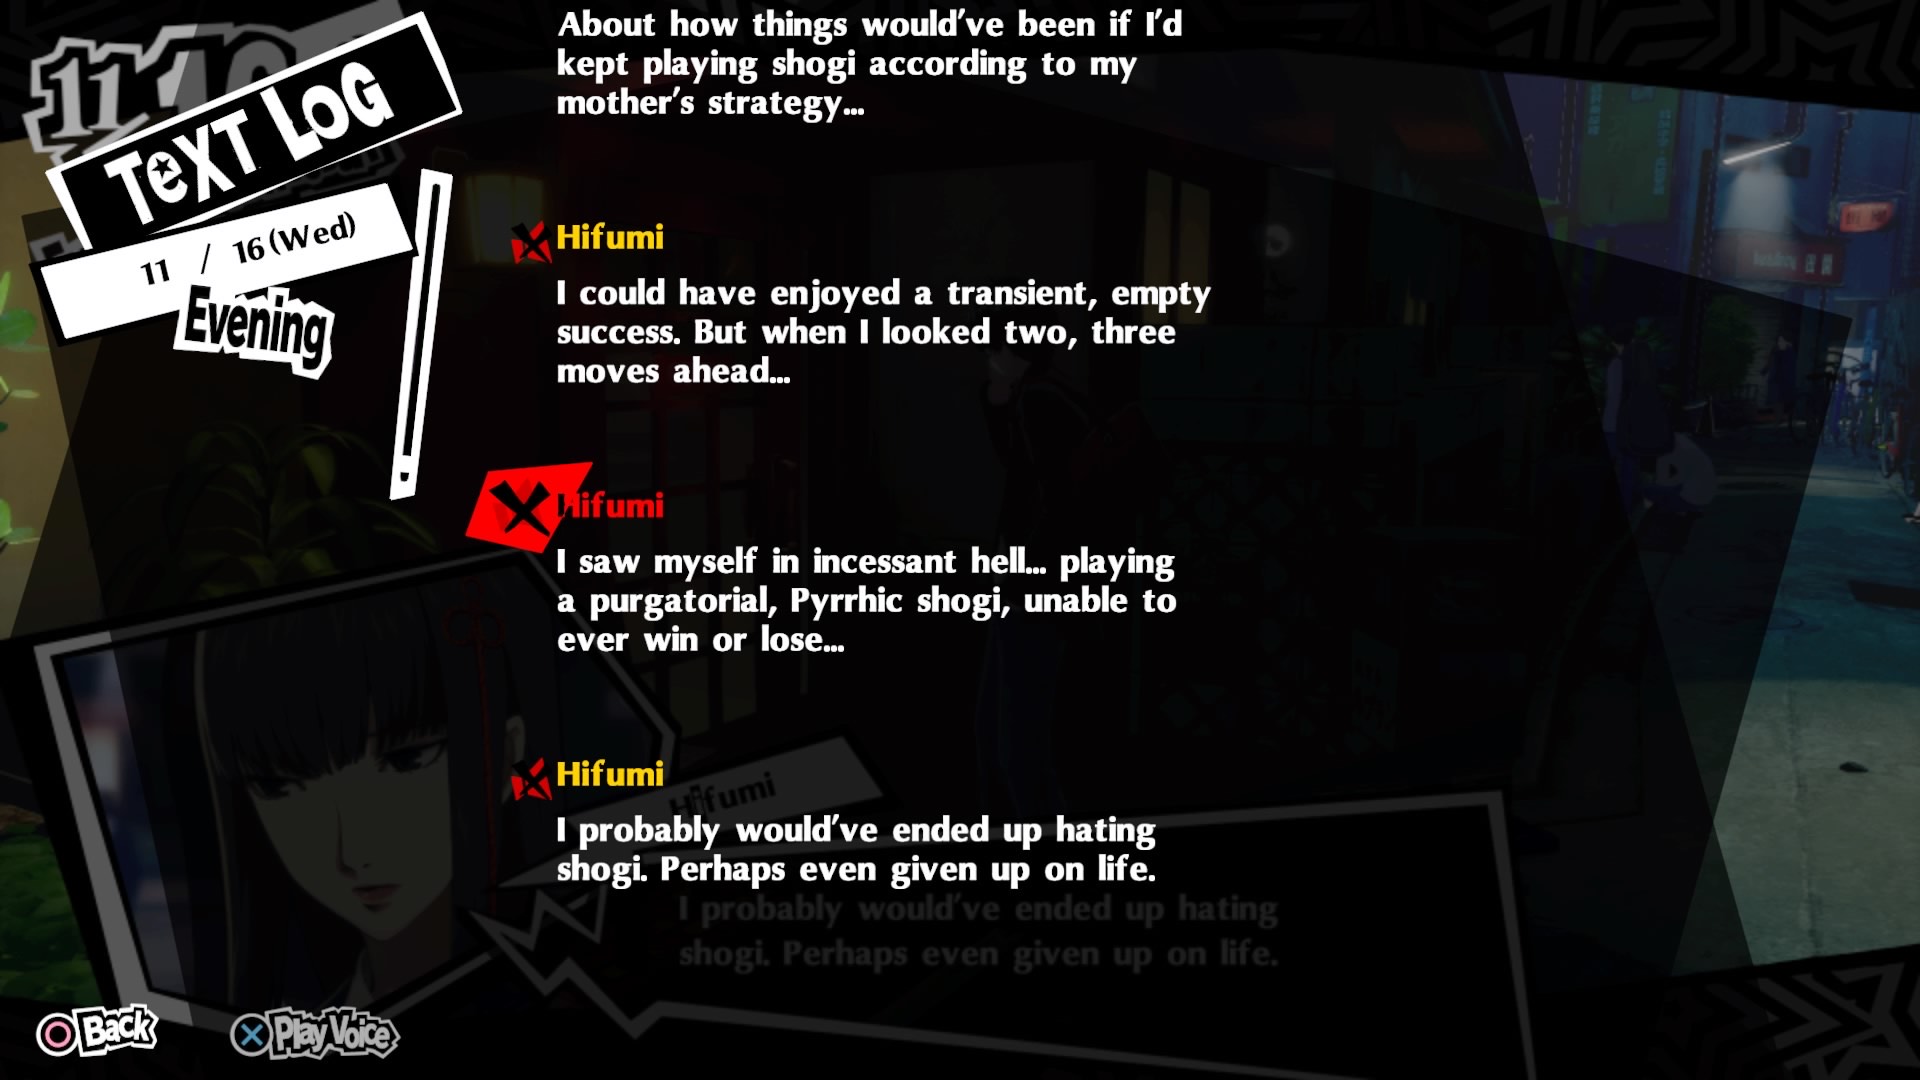 About how things would've been if I'd
kept playing shogi according to my
mother's strategy...
TeXT LoG
11 / 16 (Wed)
Evening
Hifumi
I could have enjoyed a transient, empty
success. But when I looked two, three
moves ahead...
Hifumi
I saw myself in incessant hell... playing
a purgatorial, Pyrrhic shogi, unable to
ever win or lose...
Hifumi
I probably would've ended up hating
shogi. Perhaps even given up on life.
Hifumi
I probably would've ended up hating
shogi. Perhaps even given up on life.
Back
Play Voice